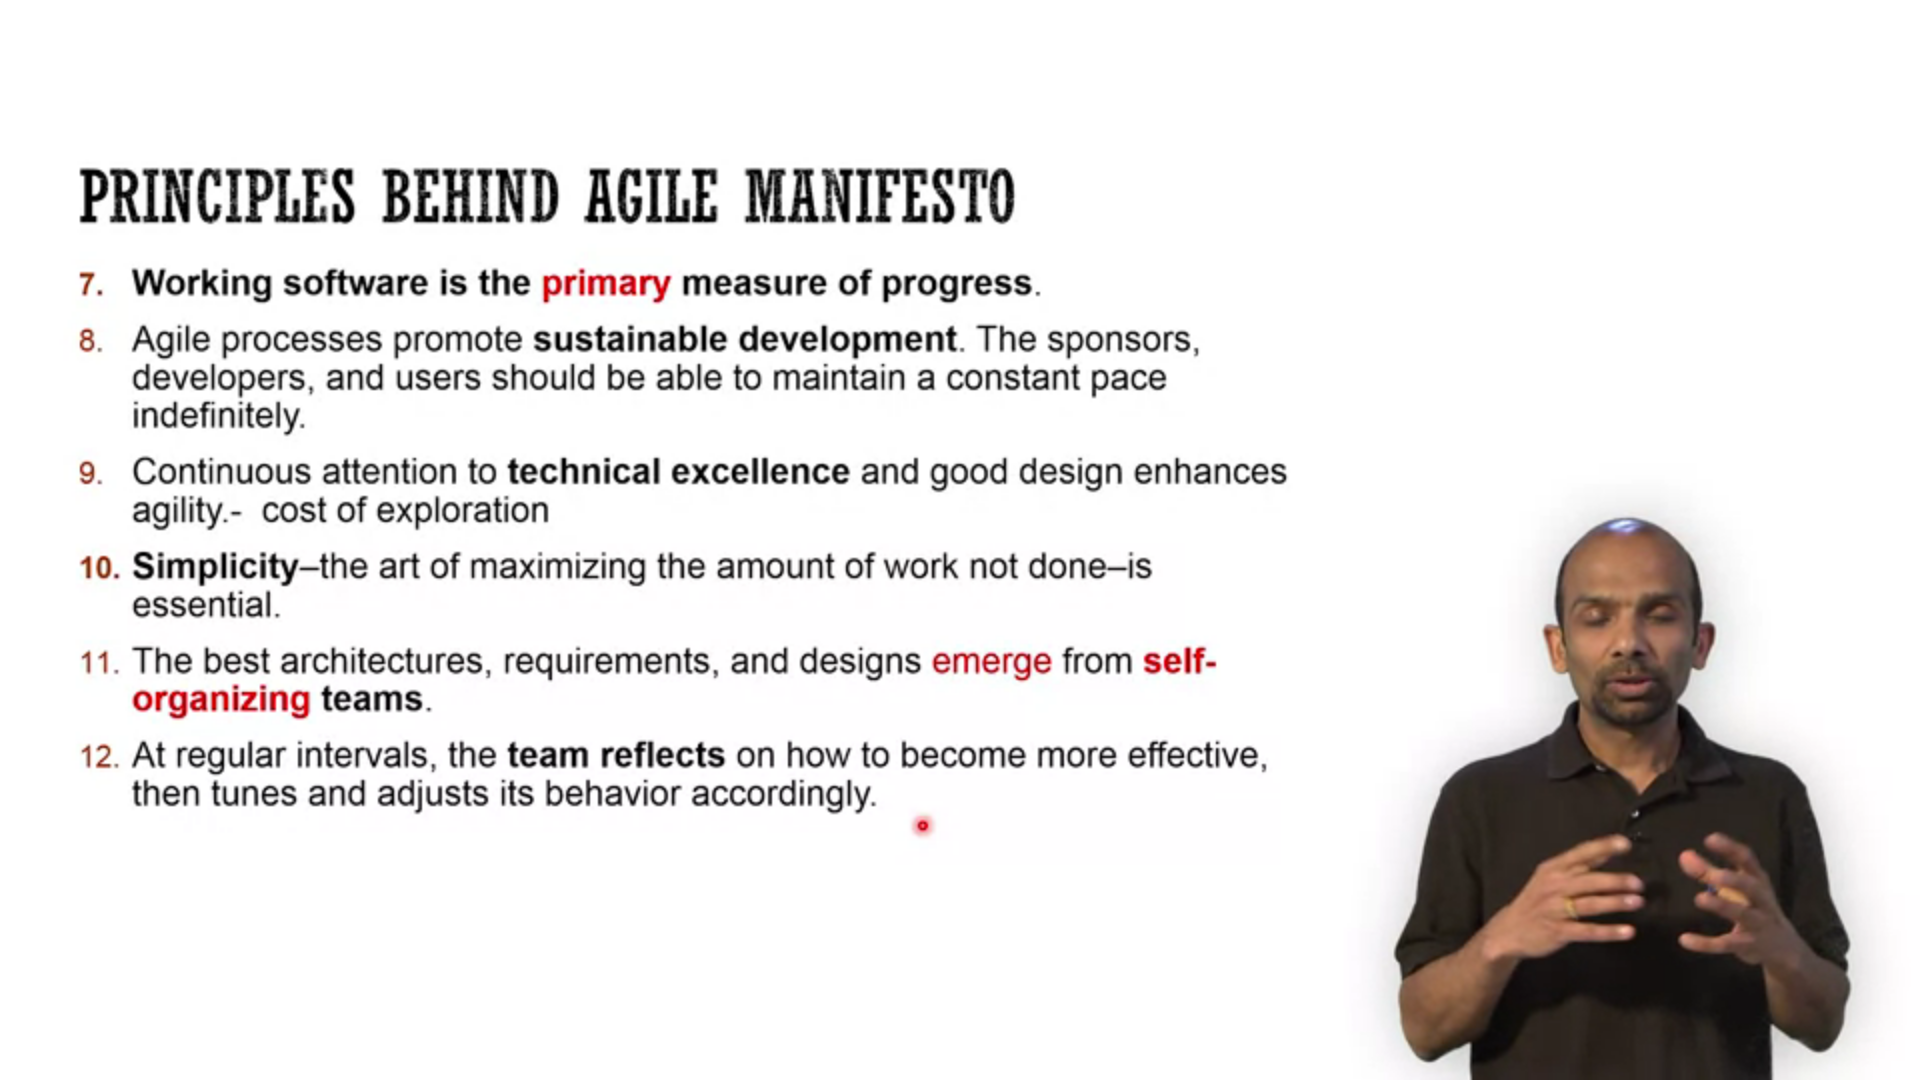 PRINCIPLES BEHIND AGILE MANIFESTO
7. Working software is the primary measure of progress.
8. Agile processes promote sustainable development. The sponsors,
developers, and users should be able to maintain a constant pace
indefinitely.
9. Continuous attention to technical excellence and good design enhances
agility.-  cost of exploration
10. Simplicity–the art of maximizing the amount of work not done–is
essential.
11. The best architectures, requirements, and designs emerge from self-
organizing teams.
12. At regular intervals, the team reflects on how to become more effective,
then tunes and adjusts its behavior accordingly.